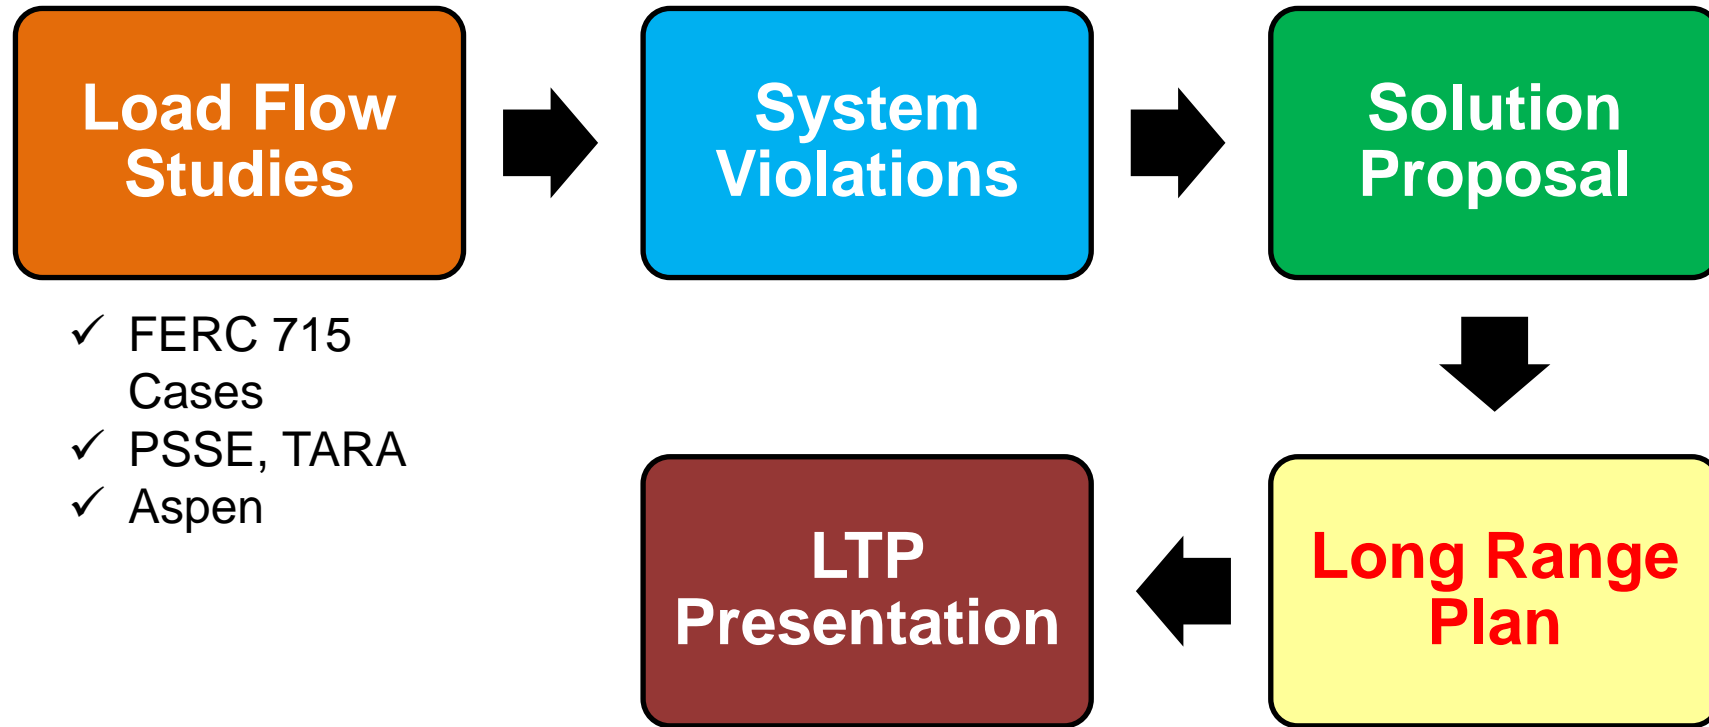 Load Flow
Studies
System
Violations
Solution
Proposal
✓ FERC 715
Cases
✓ PSSE, TARA
✓ Aspen
LTP
Presentation
Long Range
Plan